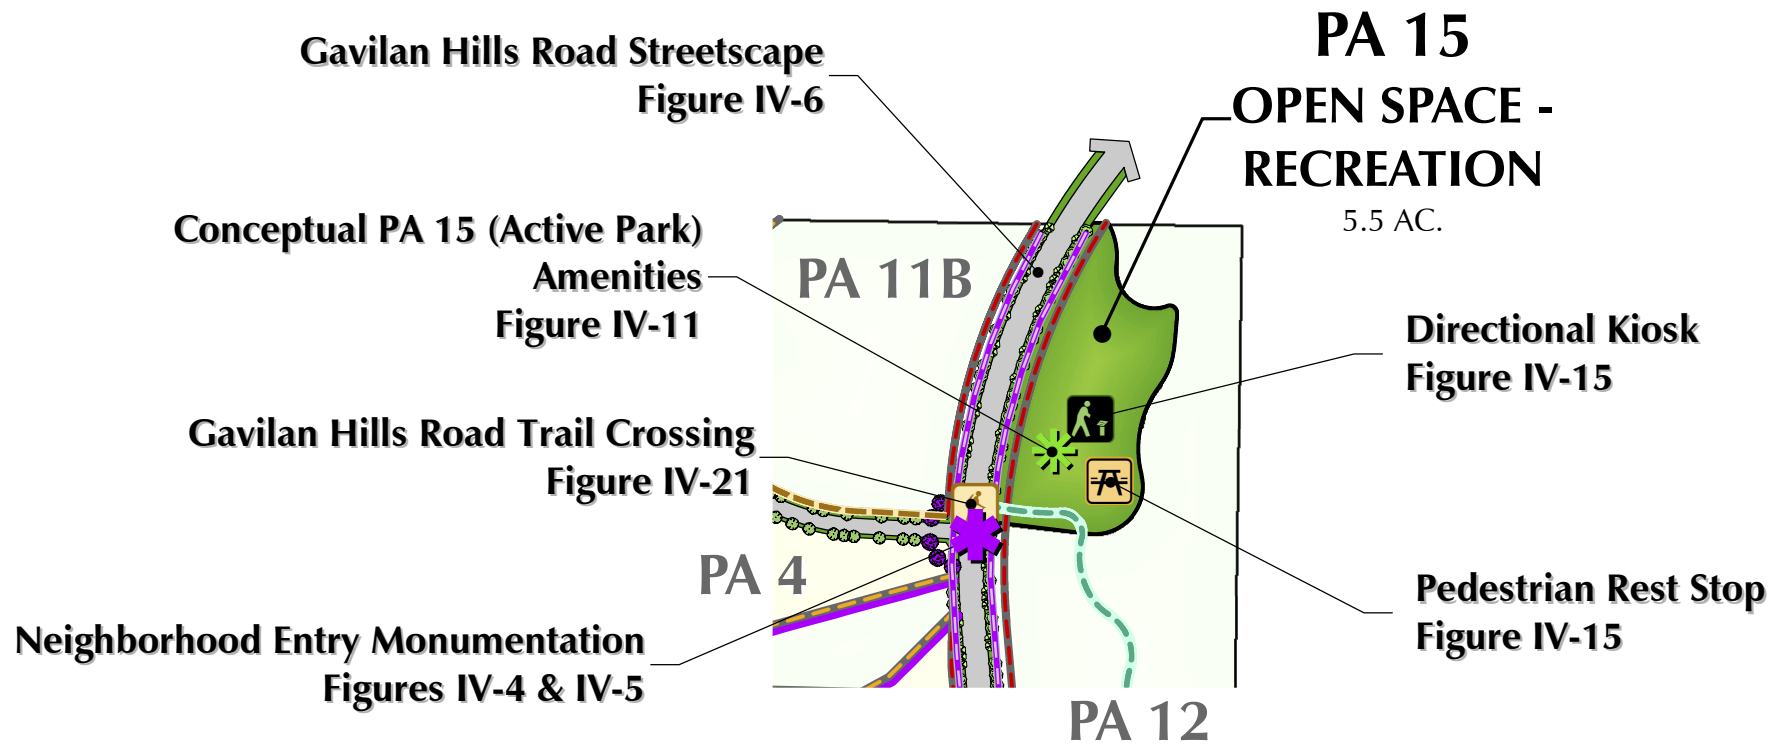 Gavilan Hills Road Streetscape
Figure IV-6
PA 15
OPEN SPACE -
RECREATION
5.5 AC.
Conceptual PA 15 (Active Park)
Amenities
Figure IV-11
PA 11B
Directional Kiosk
Figure IV-15
Gavilan Hills Road Trail Crossing
Figure IV-21
PA 4
Pedestrian Rest Stop
Figure IV-15
Neighborhood Entry Monumentation
Figures IV-4 & IV-5
PA 12